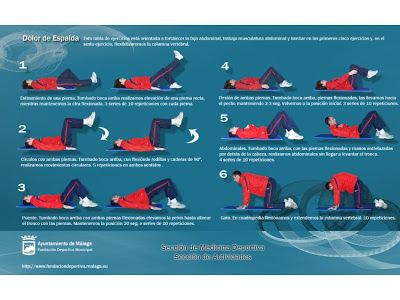 Dolor de Espalda
Esta tabla de ejercicios está orientada a fortalecer la faja abdominal, trabaja musculatura abdominal y lumbar en los primeros cinco ejercicios y, en el
sexto ejercicio, flexibilizaremos la columna vertebral.
1
Estiramiento de una pierna. Tumbado boca arriba realizamos elevación de una pierna recta,
mientras mantenemos la otra flexionada. 3 series de 10 repeticiones con cada pierna.
2
Círculos con ambas piernas. Tumbado boca arriba, con flexión de rodillas y caderas de 90º,
realizaremos movimientos circulares. 5 repeticiones en ambos sentidos.
3
Puente. Tumbado boca arriba con ambas piernas flexionadas elevamos la pelvis hasta alinear
el tronco con las piernas. Mantenemos la posición 20 seg. e series de 10 repeticiones.
4
Flexión de ambas piernas. Tumbado boca arriba, piernas flexionadas, las llevamos hacia
el pecho manteniendo 2-3 seg. Volvemos a la posición inicial. 3 series de 10 repeticiones.
5
Abdominales. Tumbado boca arriba, con las piernas flexionadas y manos entrelazadas
por detrás de la cabeza, realizamos abdominales sin llegar a levantar el tronco.
4 series de 10 repeticiones.
6
Gato. En cuadrupedia flexionamos y extendemos la columna vertebral. 10 repeticiones.
Ayuntamiento de Málaga
Fundación Deportiva Municipal
Sección de Medicina Deportiva
Sección de Actividades
http://www.fundaciondeportiva.malaga.eu